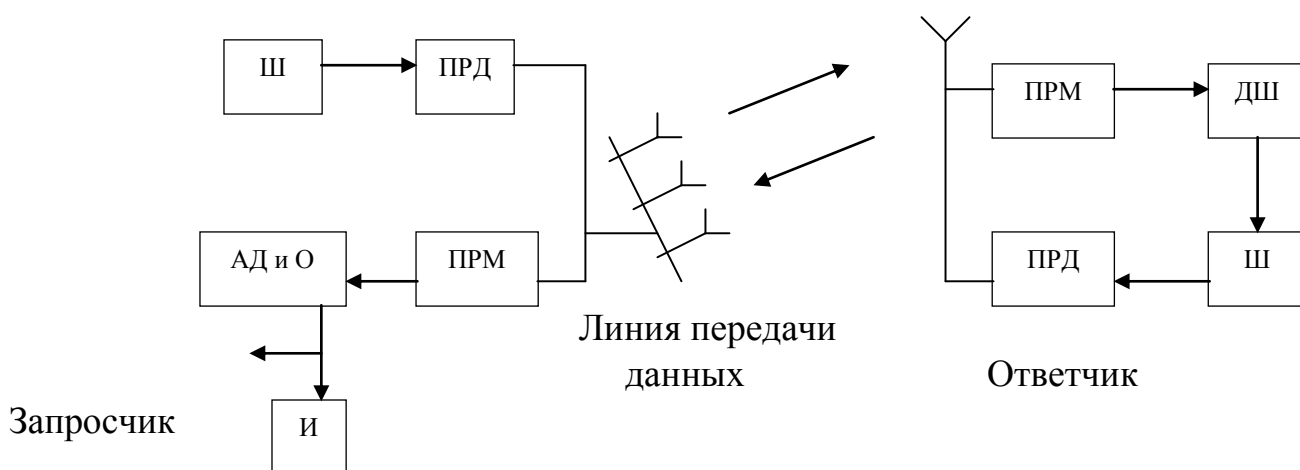 Ш
ПРД
ПРМ
ДШ
АД и О
ПРМ
ПРД
Ш
Линия передачи
данных
Ответчик
Запросчик
И